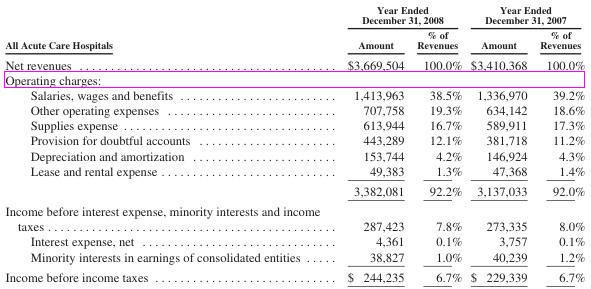 Year Ended Year Ended
December 31, 2008 December 31, 2007
% of % of
All Acute Care Hospitals Amount Revenues Amount Revenues
Net revenues . . . . . . . . . . . . . . . . . . . . . . . . . . . . . . . . . . . . . . . . . $3,669,504 100.0% $3,410,368 100.0%
Operating charges:
Salaries, wages and benefits . . . . . . . . . . . . . . . . . . . . . . . . . 1,413,963 38.5% 1,336,970 39.2%
Other operating expenses . . . . . . . . . . . . . . . . . . . . . . . . . . . 707,758 19.3% 634,142 18.6%
Supplies expense . . . . . . . . . . . . . . . . . . . . . . . . . . . . . . . . . . 613,944 16.7% 589,911 17.3%
Provision for doubtful accounts . . . . . . . . . . . . . . . . . . . . . . . 443,289 12.1% 381,718 11.2%
Depreciation and amortization . . . . . . . . . . . . . . . . . . . . . . . 153,744 4.2% 146,924 4.3%
Lease and rental expense . . . . . . . . . . . . . . . . . . . . . . . . . . . . 49,383 1.3% 47,368 1.4%
3,382,081 92.2% 3,137,033 92.0%
Income before interest expense, minority interests and income
taxes . . . . . . . . . . . . . . . . . . . . . . . . . . . . . . . . . . . . . . . . . . . . . 287,423 7.8% 273,335 8.0%
Interest expense, net . . . . . . . . . . . . . . . . . . . . . . . . . . . . . . . 4,361 0.1% 3,757 0.1%
Minority interests in earnings of consolidated entities . . . . . 38,827 1.0% 40,239 1.2%
Income before income taxes . . . . . . . . . . . . . . . . . . . . . . . . . . . . . $ 244,235 6.7% $ 229,339 6.7%